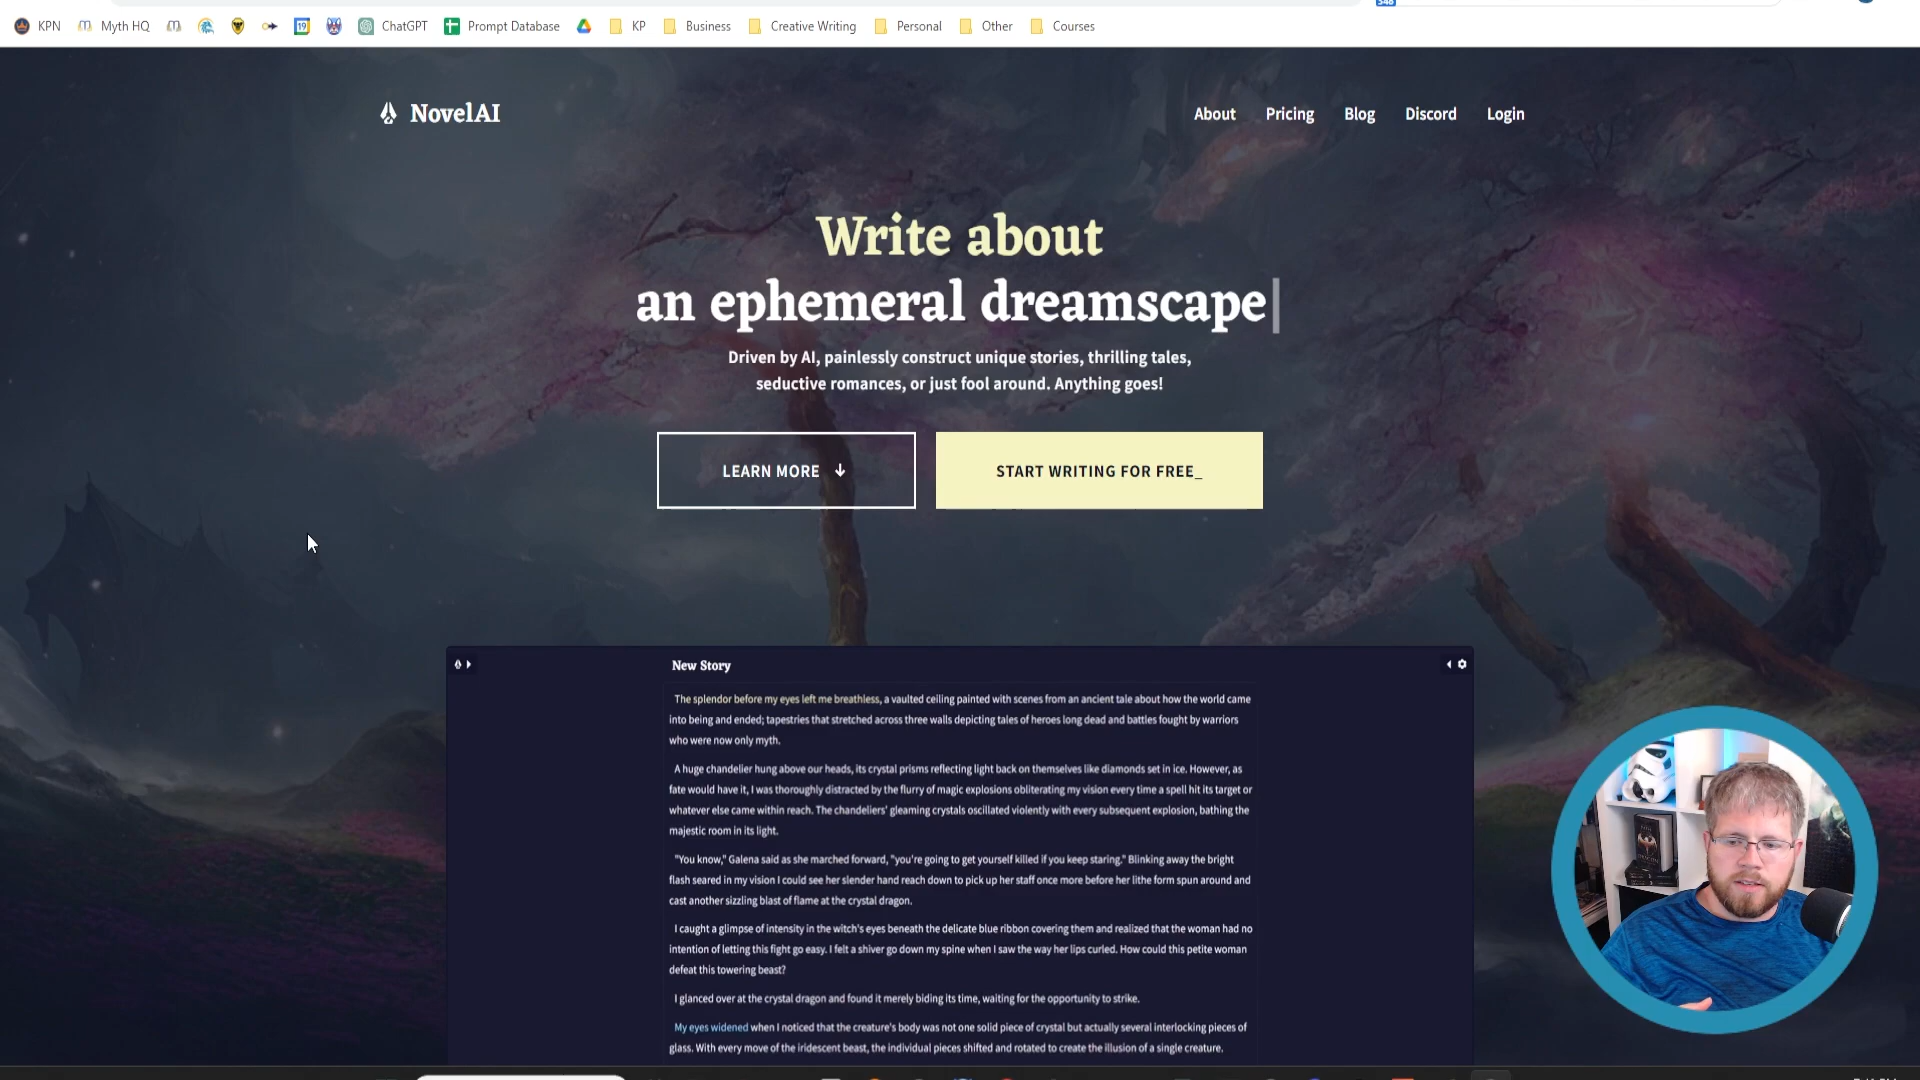 KPN Myth HQ ChatGPT Prompt Database KP Business Creative Writing Personal Other Courses
NovelAI
About Pricing Blog Discord Login
Write about
an ephemeral dreamscape
Driven by AI, painlessly construct unique stories, thrilling tales,
seductive romances, or just fool around. Anything goes!
LEARN MORE ↓
START WRITING FOR FREE_
New Story
The splendor before my eyes left me breathless, a vaulted ceiling painted with scenes from an ancient tale about how the world came
into being and ended; tapestries that stretched across three walls depicting tales of heroes long dead and battles fought by warriors
who were now only myth.
A huge chandelier hung above our heads, its crystal prisms reflecting light back on themselves like diamonds set in ice. However, as
fate would have it, I was thoroughly distracted by the flurry of magic explosions obliterating my vision every time a spell hit its target or
whatever else came within reach. The chandeliers' gleaming crystals oscillated violently with every subsequent explosion, bathing the
majestic room in its light.
"You know," Galena said as she marched forward, "you're going to get yourself killed if you keep staring." Blinking away the bright
flash seared in my vision I could see her slender hand reach down to pick up her staff once more before her lithe form spun around and
cast another sizzling blast of flame at the crystal dragon.
I caught a glimpse of intensity in the witch's eyes beneath the delicate blue ribbon covering them and realized that the woman had no
intention of letting this fight go easy. I felt a shiver go down my spine when I saw the way her lips curled. How could this petite woman
defeat this towering beast?
I glanced over at the crystal dragon and found it merely biding its time, waiting for the opportunity to strike.
My eyes widened when I noticed that the creature's body was not one solid piece of crystal but actually several interlocking pieces of
glass. With every move of the iridescent beast, the individual pieces shifted and rotated to create the illusion of a single creature.